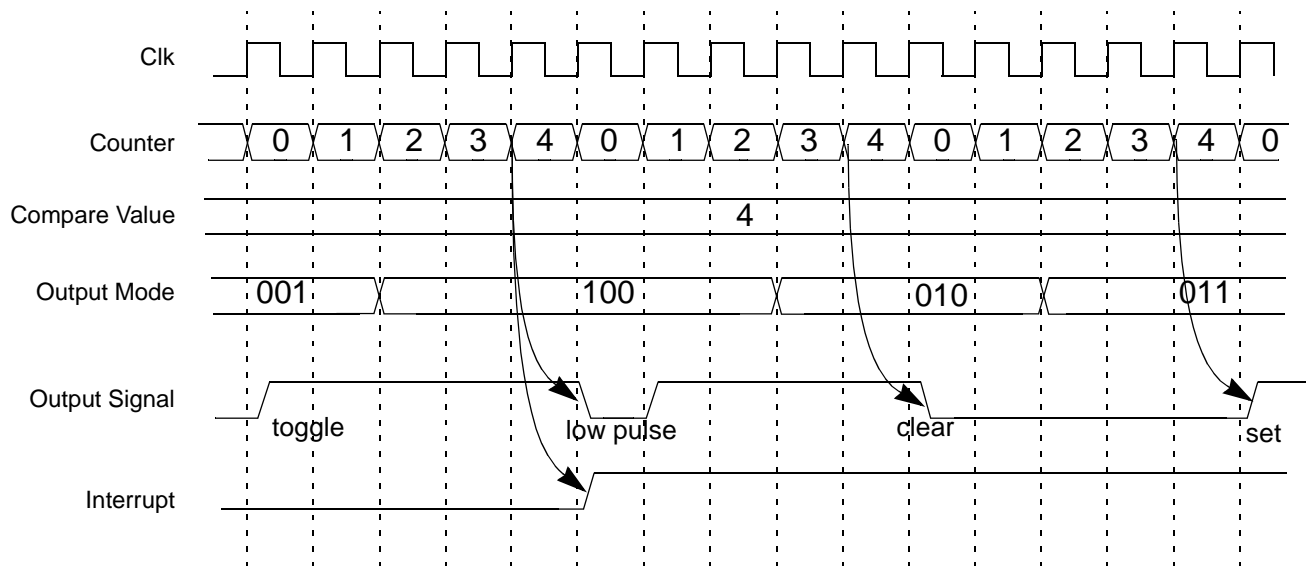 Clk
Counter 0 1 2 3 4 0 1 2 3 4 0 1 2 3 4 0
Compare Value 4
Output Mode 001 100 010 011
Output Signal
toggle low pulse clear set
Interrupt